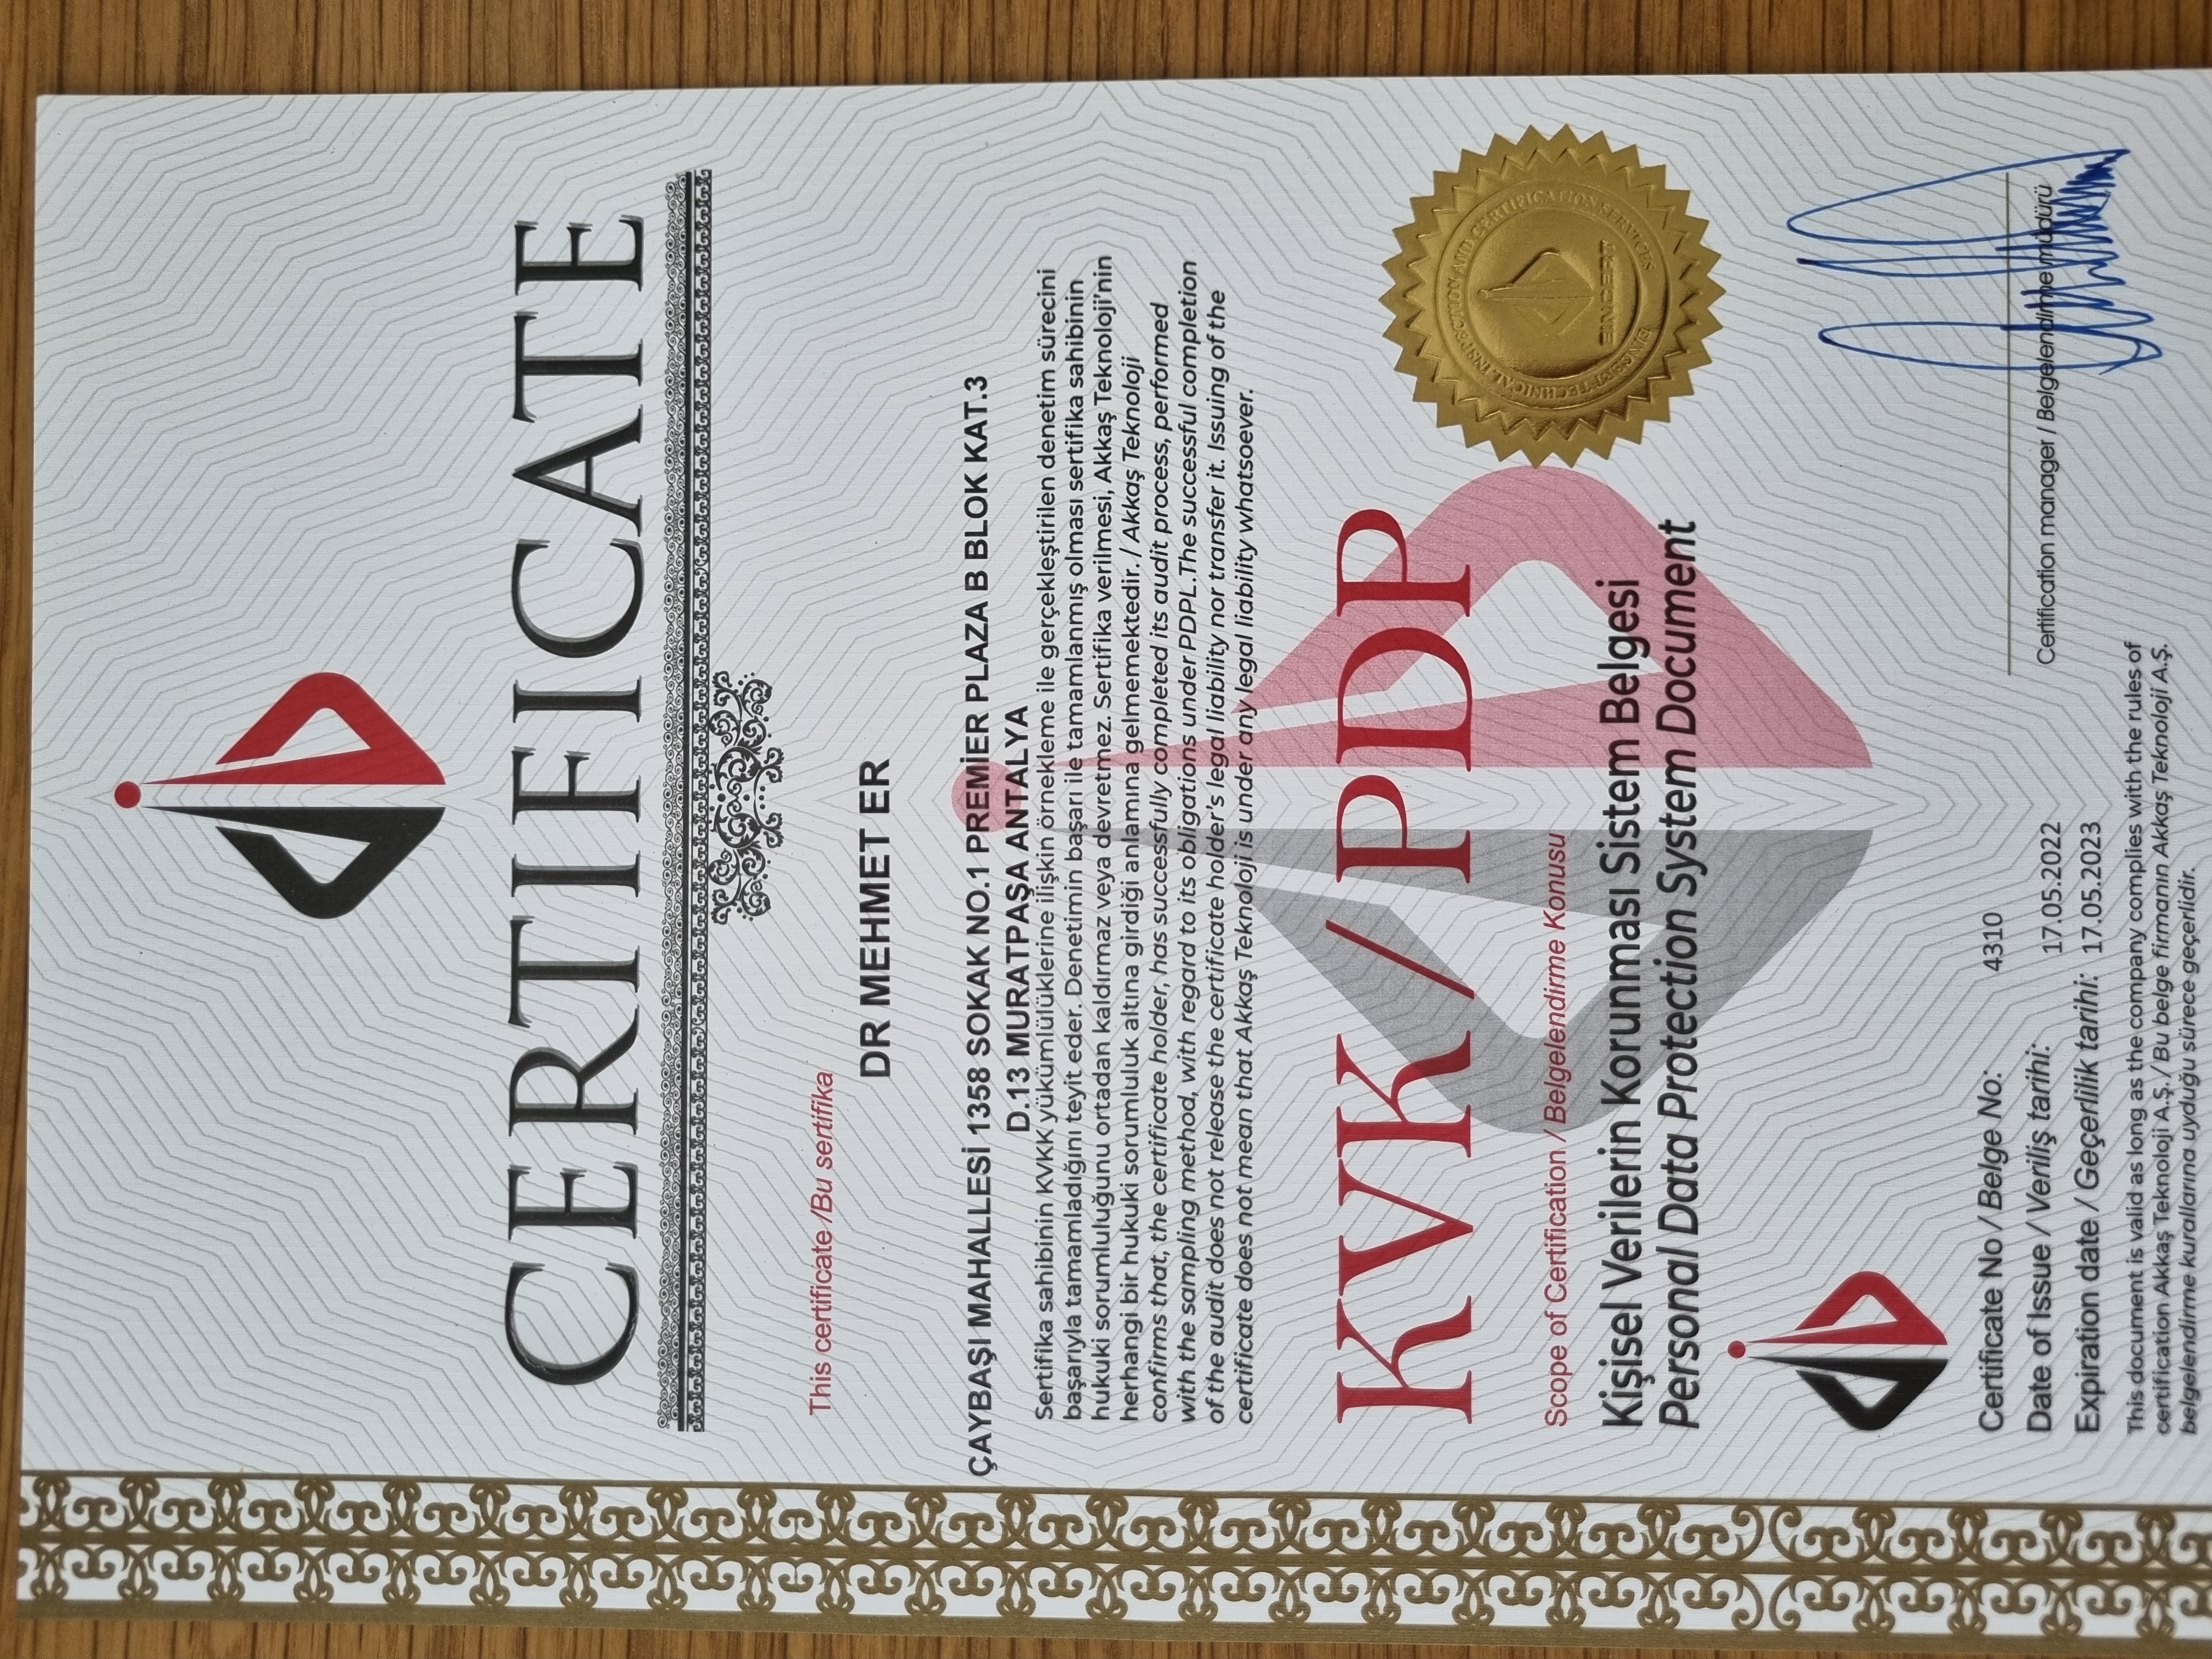 CERTIFICATE
This certificate /Bu sertifika
DR MEHMET ER
ÇAYBAŞI MAHALLESİ 1358 SOKAK NO.1 PREMİER PLAZA B BLOK KAT.3
D.13 MURATPAŞA ANTALYA
Sertifika sahibinin KVKK yükümlülüklerine ilişkin örnekleme ile gerçekleştirilen denetim sürecini
başarıyla tamamladığını teyit eder. Denetimin başarı ile tamamlanmış olması sertifika sahibinin
hukuki sorumluluğunu ortadan kaldırmaz veya devretmez. Sertifika verilmesi, Akkaş Teknoloji'nin
herhangi bir hukuki sorumluluk altına girdiği anlamına gelmemektedir. / Akkaş Teknoloji
confirms that, the certificate holder, has successfully completed its audit process, performed
with the sampling method, with regard to its obligations under PDPL.The successful completion
of the audit does not release the certificate holder's legal liability nor transfer it. Issuing of the
certificate does not mean that Akkaş Teknoloji is under any legal liability whatsoever.
KVK / PDP
Scope of Certification / Belgelendirme Konusu
Kişisel Verilerin Korunması Sistem Belgesi
Personal Data Protection System Document
TECHNICAL INSPECTION AND CERTIFICATION SERVICES
Certificate No / Belge No: 4310
Date of Issue / Veriliş tarihi: 17.05.2022
Expiration date / Geçerlilik tarihi: 17.05.2023
Certification manager / Belgelendirme müdürü
This document is valid as long as the company complies with the rules of
certification Akkaş Teknoloji A.Ş. / Bu belge firmanın Akkaş Teknoloji A.Ş.
belgelendirme kurallarına uyduğu sürece geçerlidir.